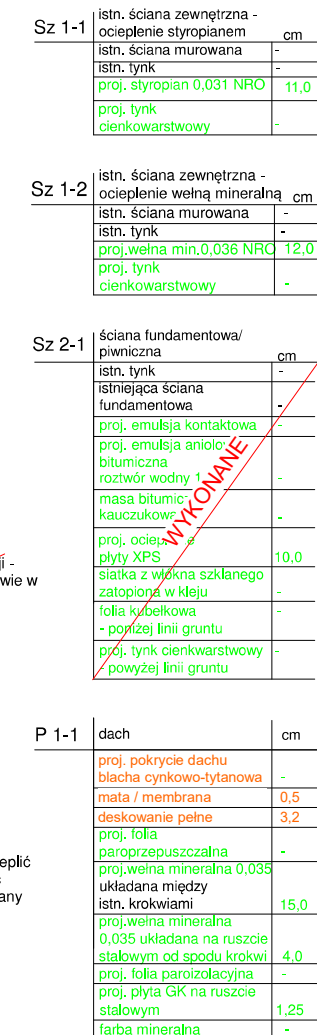 Sz 1-1
istn. ściana zewnętrzna -
ocieplenie styropianem
cm
istn. ściana murowana -
istn. tynk -
proj. styropian 0,031 NRO 11,0
proj. tynk
cienkowarstwowy -
Sz 1-2
istn. ściana zewnętrzna -
ocieplenie wełną mineralną cm
istn. ściana murowana -
istn. tynk -
proj.wełna min.0,036 NRO 12,0
proj. tynk
cienkowarstwowy -
Sz 2-1
ściana fundamentowa/
piwniczna
cm
istn. tynk -
istniejąca ściana
fundamentowa -
proj. emulsja kontaktowa -
proj. emulsja
bitumiczna
roztwór wodny -
masa
kauczukowa -
proj.
płyty XPS 10,0
siatka z włókna szklanego
zatopiona w kleju -
folia kubełkowa -
- poniżej linii gruntu
proj. tynk cienkwarstwowy -
- powyżej linii gruntu
WYKONANE
ji -
wie w
P 1-1
dach cm
proj. pokrycie dachu
blacha cynkowo-tytanowa -
mata / membrana 0,5
deskowanie pełne 3,2
proj. folia
paroprzepuszczalna -
proj.wełna mineralna 0,035
układana między
istn. krokwiami 15,0
proj.wełna mineralna
0,035 układana na ruszcie
stalowym od spodu krokwi 4,0
proj. folia paroizolacyjna -
proj. płyta GK na ruszcie
stalowym 1,25
farba mineralna -
eplić
any